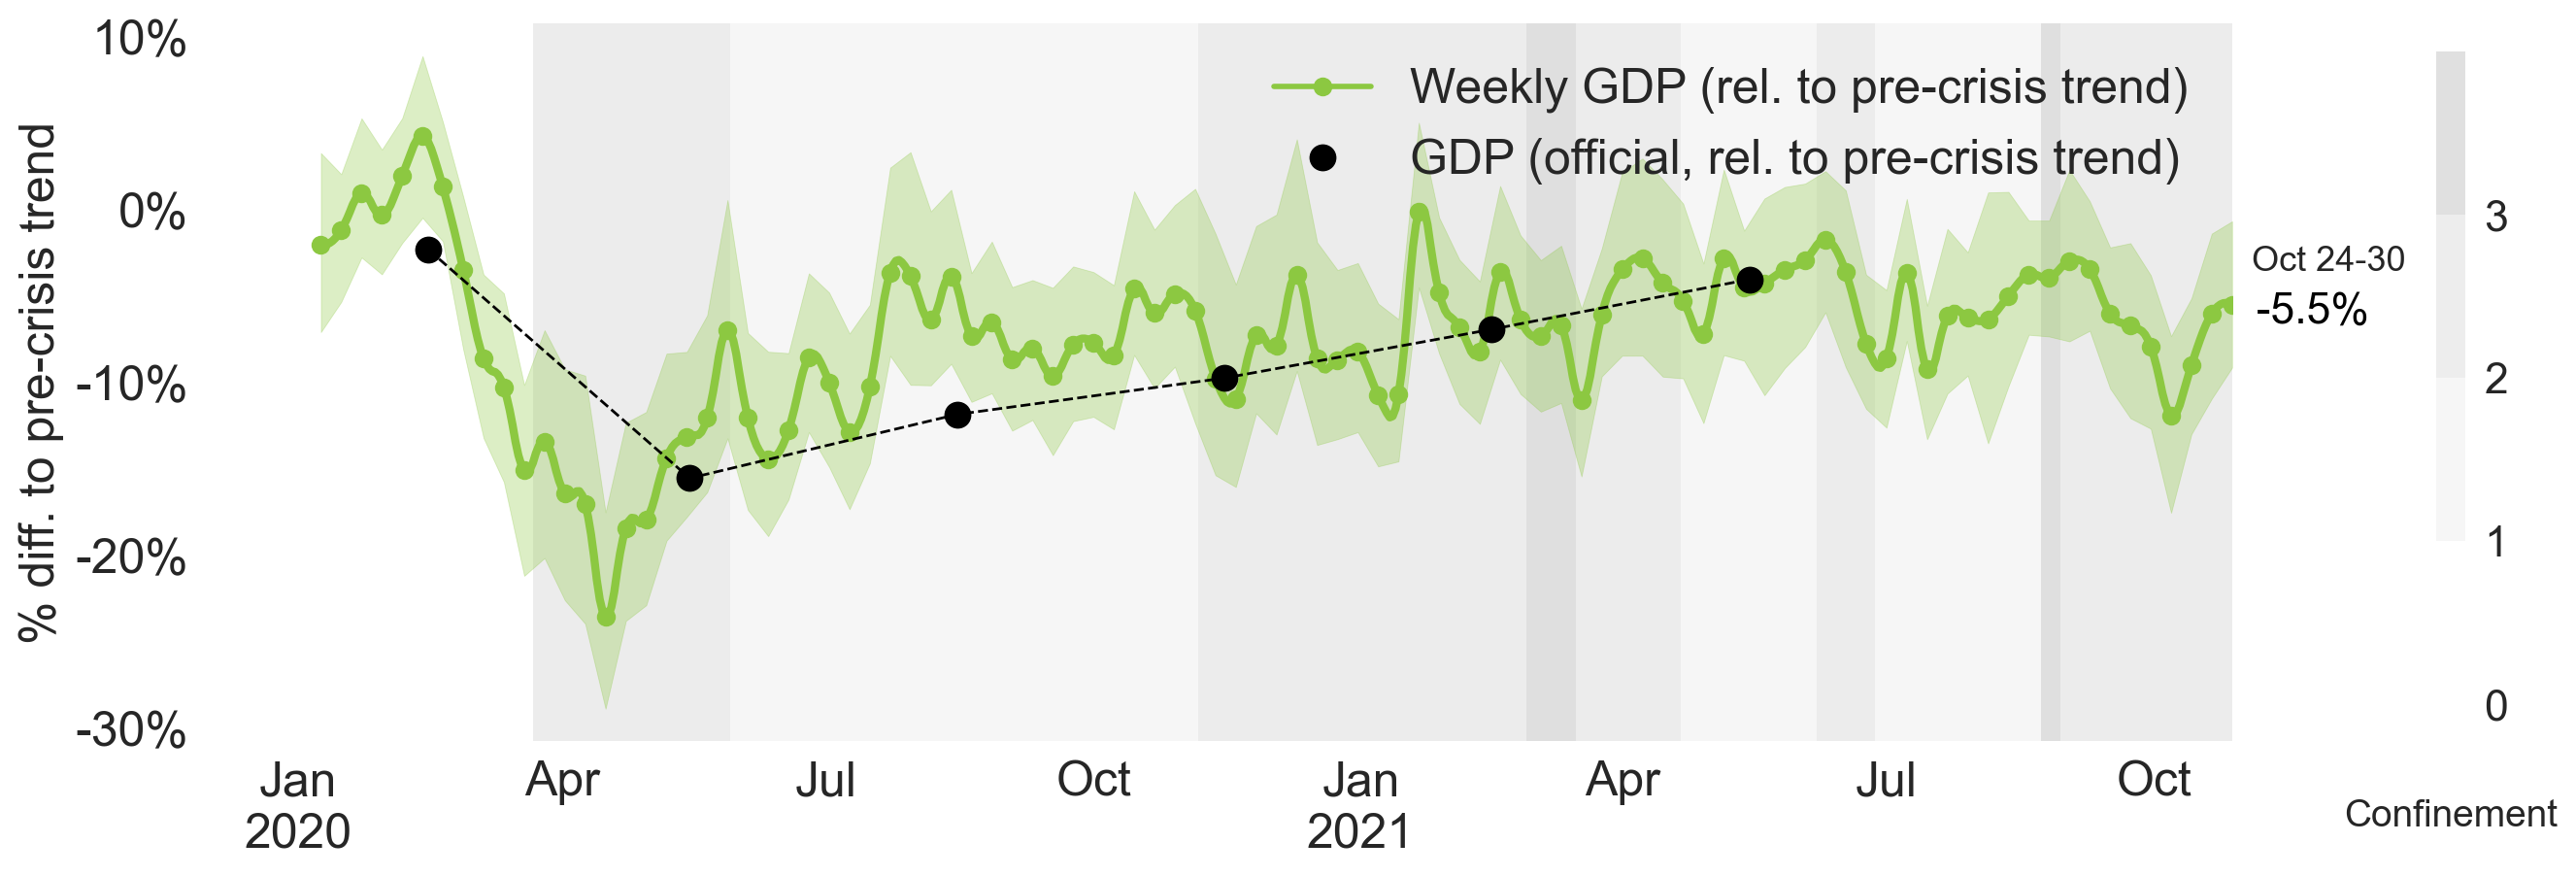 % diff. to pre-crisis trend
10%
0%
-10%
-20%
-30%
Weekly GDP (rel. to pre-crisis trend)
GDP (official, rel. to pre-crisis trend)
Oct 24-30
-5.5%
3
2
1
0
Confinement
Jan Apr Jul Oct Jan Apr Jul Oct
2020 2021